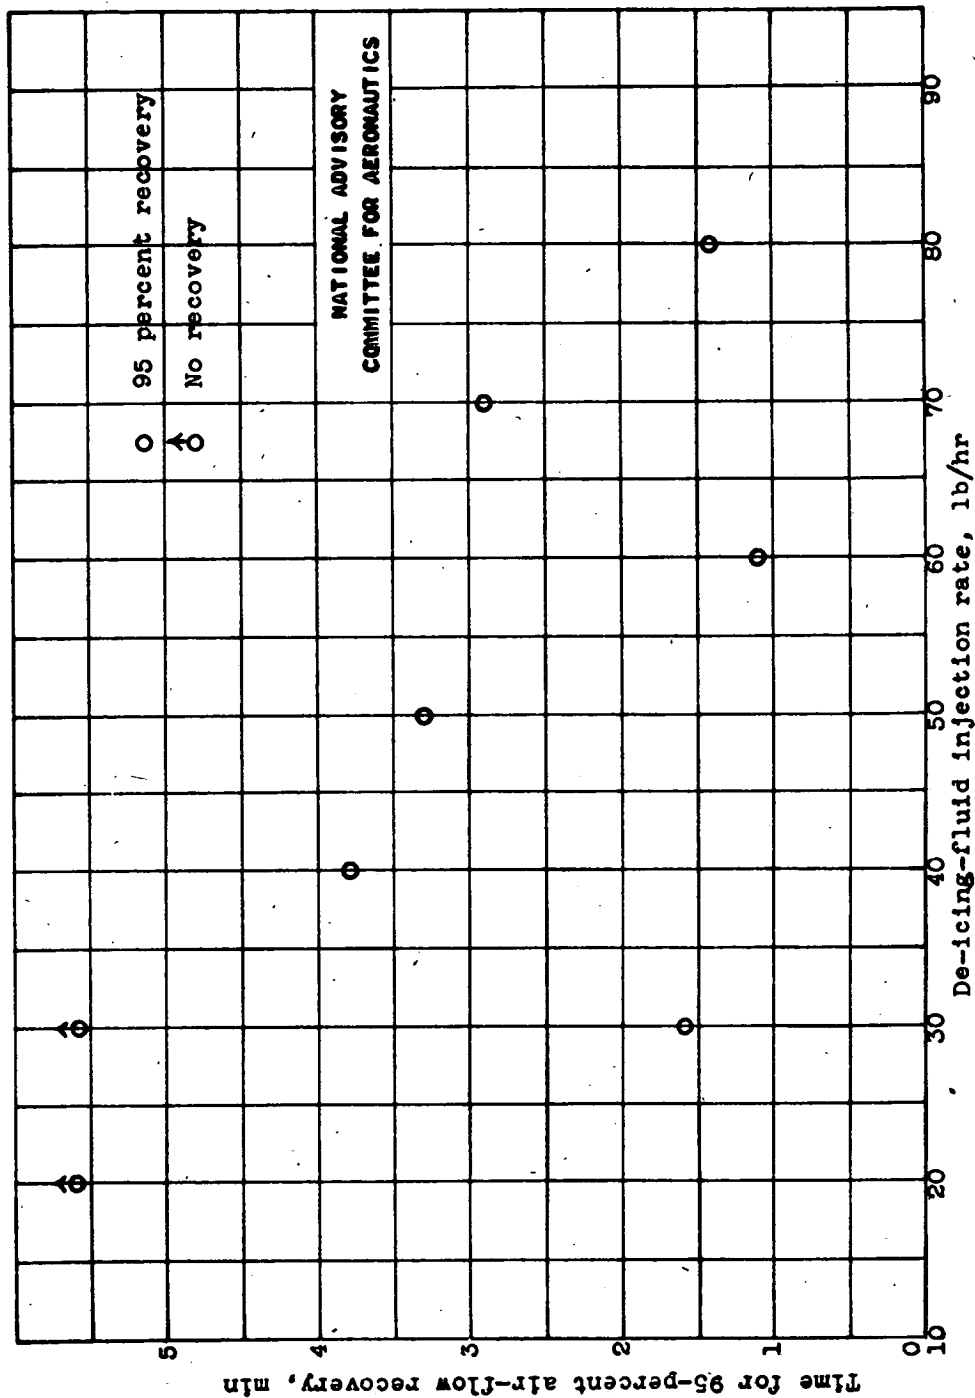 95 percent recovery
No recovery
NATIONAL ADVISORY
COMMITTEE FOR AERONAUTICS
Time for 95-percent air-flow recovery, min
5
4
3
2
1
0
10
20
30
40
50
60
70
80
90
De-icing-fluid injection rate, lb/hr